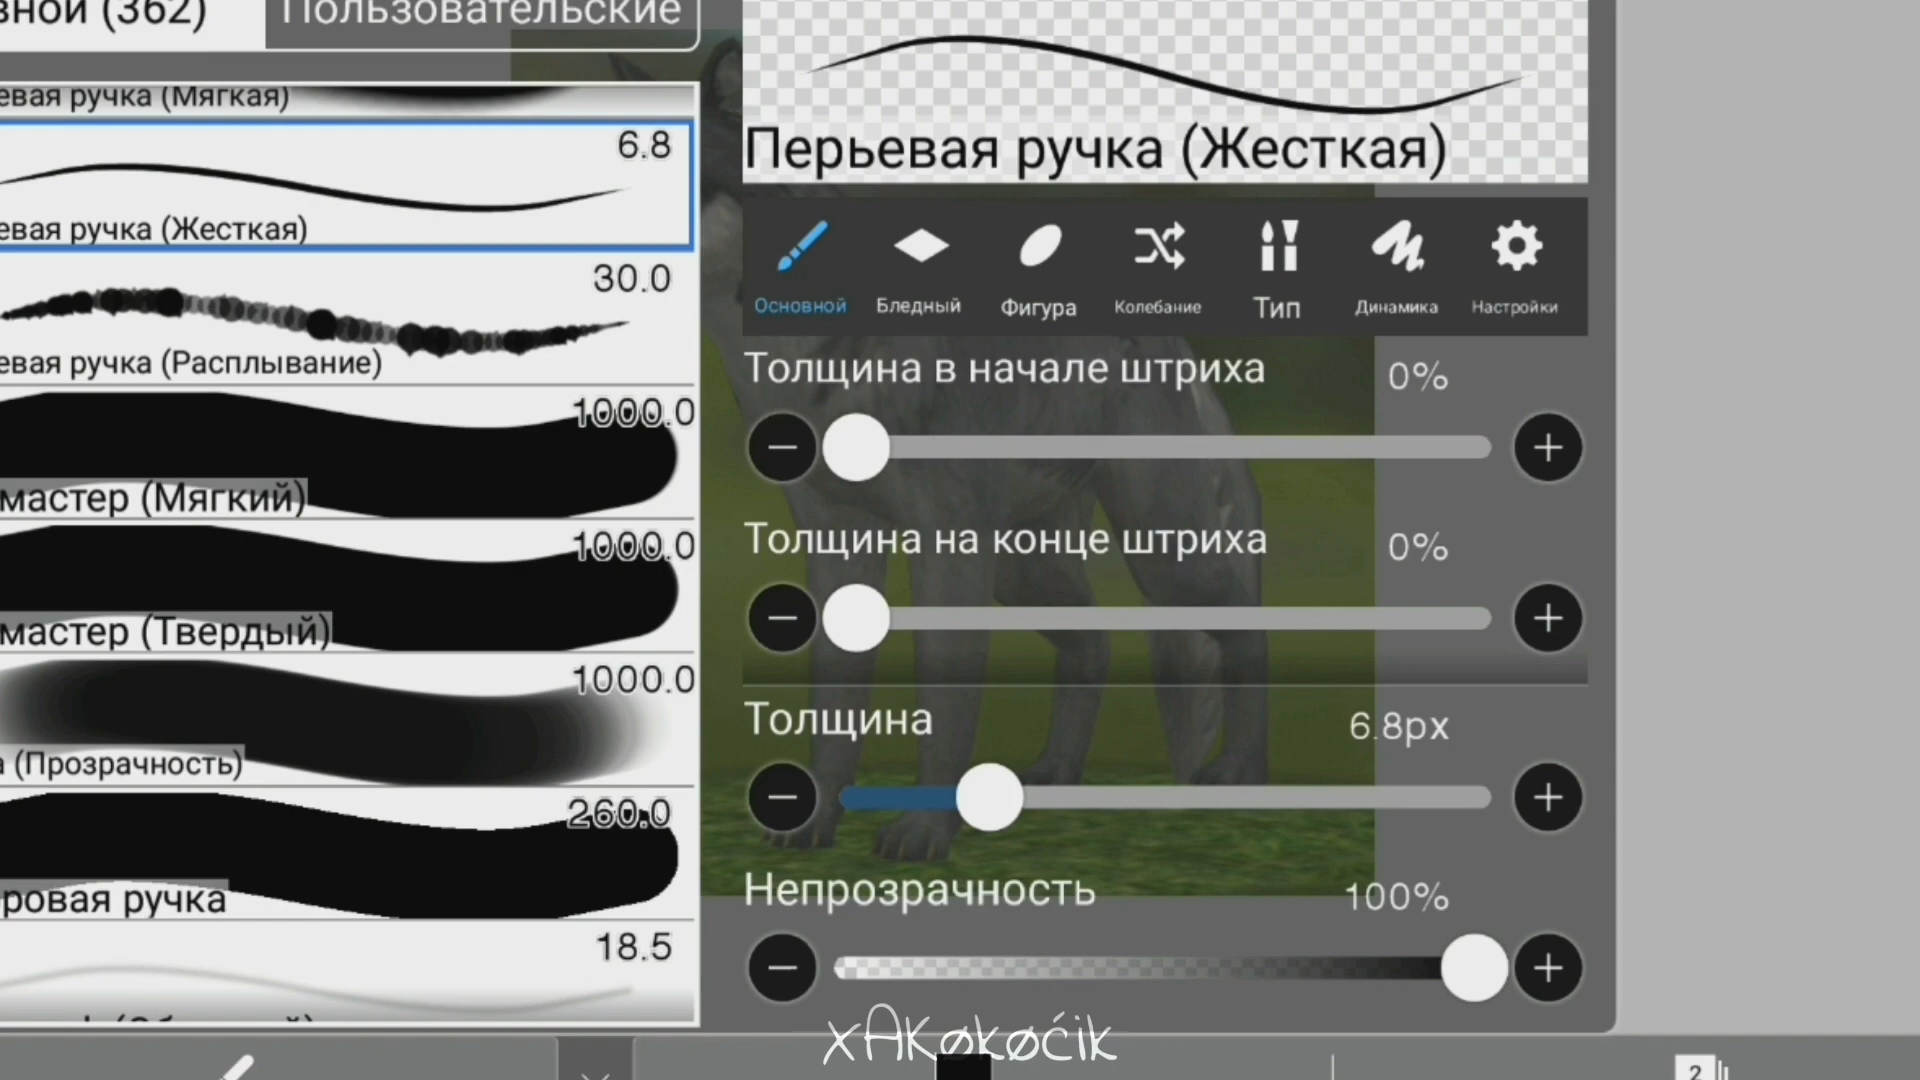 вной (362)
Пользовательские
евая ручка (Мягкая)
6.8
евая ручка (Жесткая)
30.0
евая ручка (Расплывание)
1000.0
мастер (Мягкий)
1000.0
мастер (Твердый)
1000.0
а (Прозрачность)
260.0
ровая ручка
18.5
Перьевая ручка (Жесткая)
Основной Бледный Фигура Колебание Тип Динамика Настройки
Толщина в начале штриха 0%
Толщина на конце штриха 0%
Толщина 6.8px
Непрозрачность 100%
xAKøkøćik
2